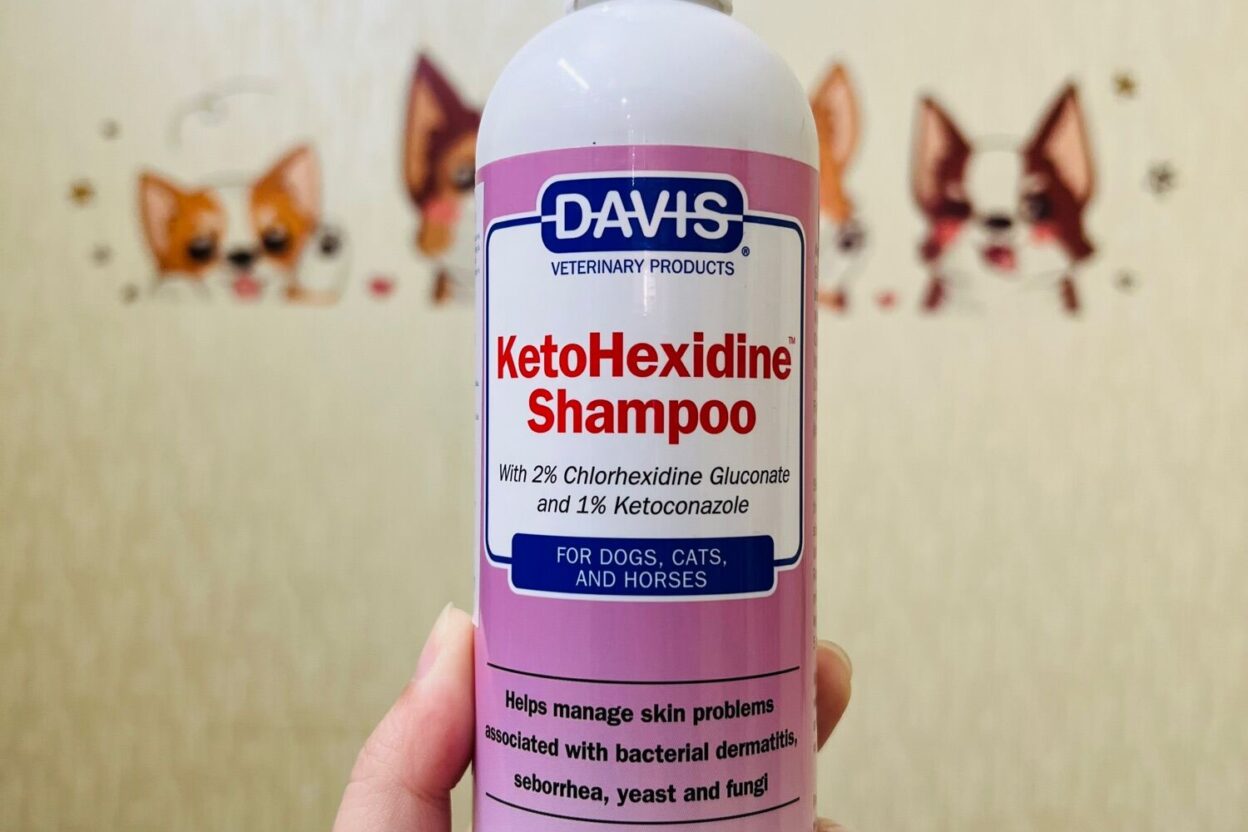 DAVIS®
VETERINARY PRODUCTS
KetoHexidine™
Shampoo
With 2% Chlorhexidine Gluconate
and 1% Ketoconazole
FOR DOGS, CATS,
AND HORSES
Helps manage skin problems
associated with bacterial dermatitis,
seborrhea, yeast and fungi